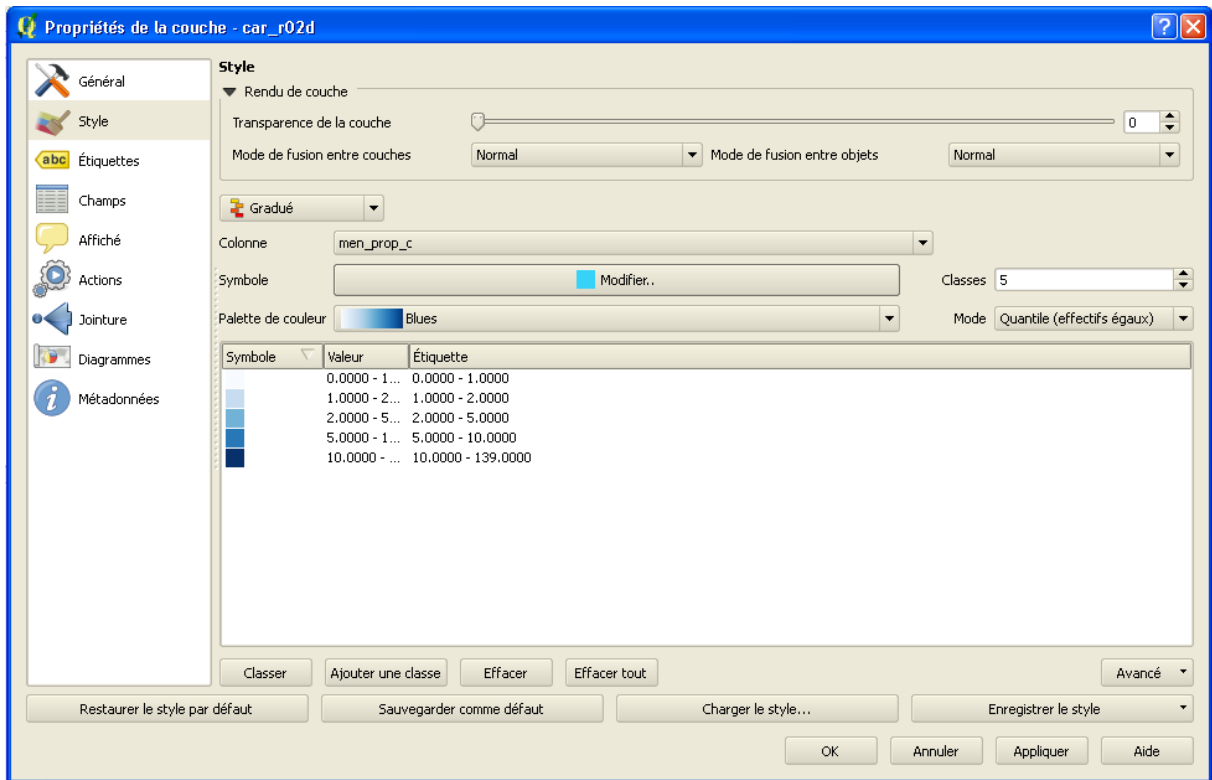 Propriétés de la couche - car_r02d
Général
Style
abc Étiquettes
Champs
Affiché
Actions
Jointure
Diagrammes
Métadonnées
Style
Rendu de couche
Transparence de la couche 0
Mode de fusion entre couches Normal Mode de fusion entre objets Normal
Gradué
Colonne men_prop_c
Symbole Modifier.. Classes 5
Palette de couleur Blues Mode Quantile (effectifs égaux)
Symbole Valeur Étiquette
0.0000 - 1... 0.0000 - 1.0000
1.0000 - 2... 1.0000 - 2.0000
2.0000 - 5... 2.0000 - 5.0000
5.0000 - 1... 5.0000 - 10.0000
10.0000 - ... 10.0000 - 139.0000
Classer Ajouter une classe Effacer Effacer tout Avancé
Restaurer le style par défaut Sauvegarder comme défaut Charger le style... Enregistrer le style
OK Annuler Appliquer Aide